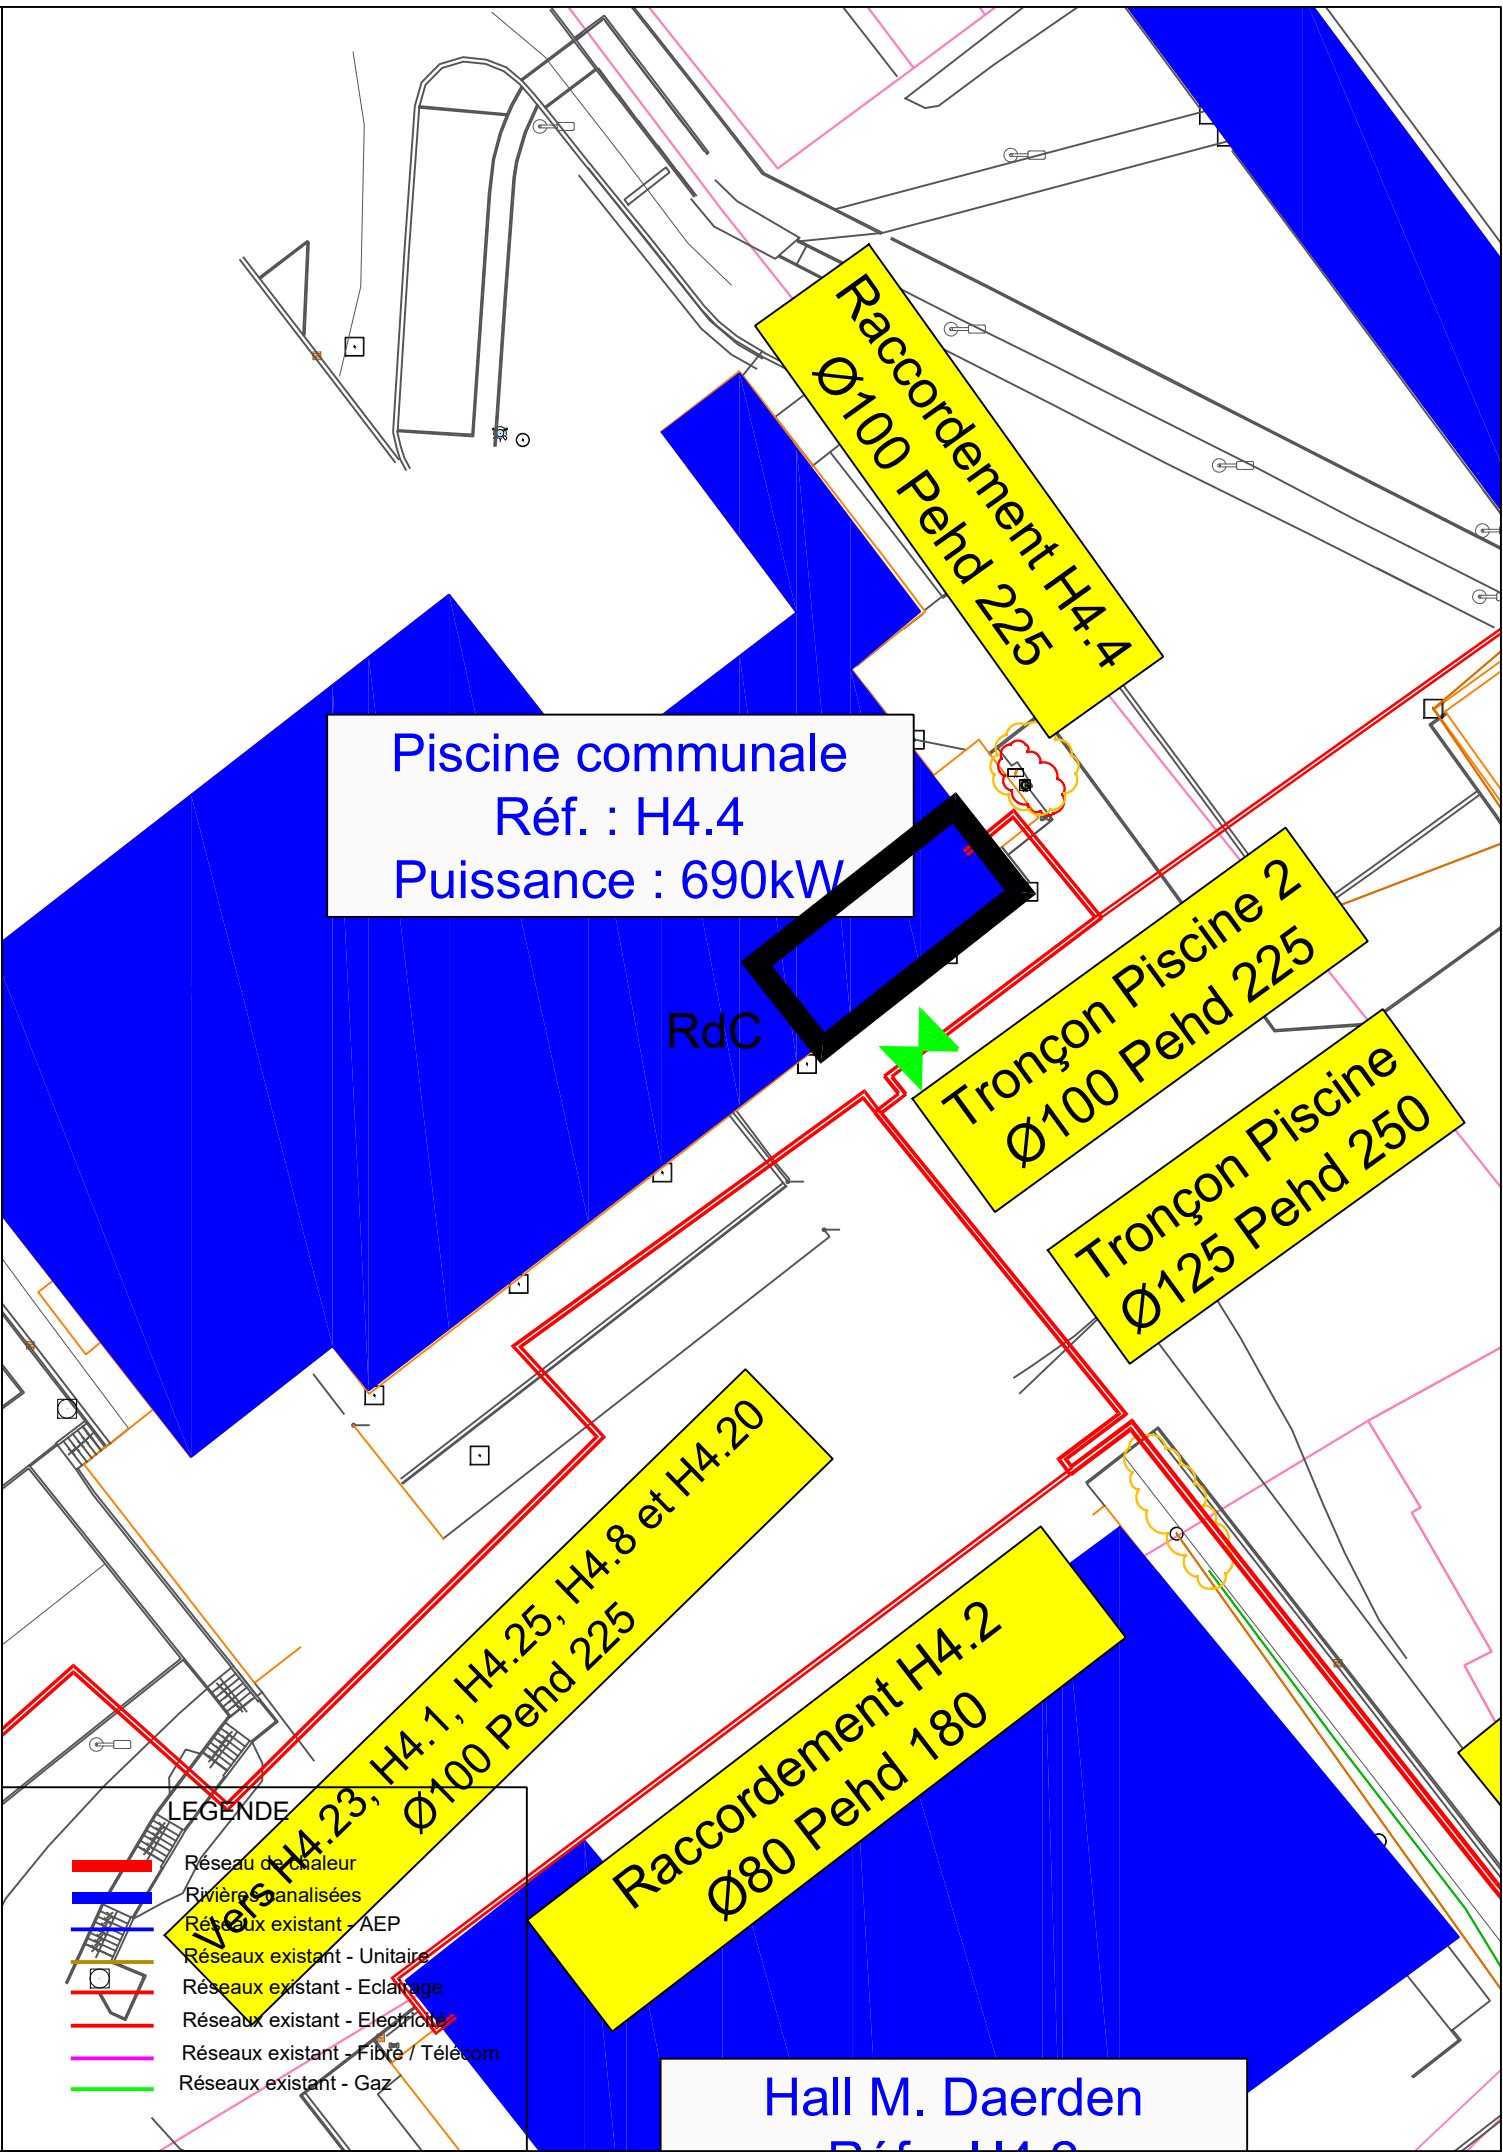 Raccordement H4.4
Ø100 Pehd 225
Piscine communale
Réf. : H4.4
Puissance : 690kW
RdC
Tronçon Piscine 2
Ø100 Pehd 225
Tronçon Piscine
Ø125 Pehd 250
Vers H4.23, H4.1, H4.25, H4.8 et H4.20
Ø100 Pehd 225
Raccordement H4.2
Ø80 Pehd 180
LEGENDE
Réseau de chaleur
Rivières canalisées
Réseaux existant - AEP
Réseaux existant - Unitaire
Réseaux existant - Eclairage
Réseaux existant - Electricité
Réseaux existant - Fibre / Télécom
Réseaux existant - Gaz
Hall M. Daerden